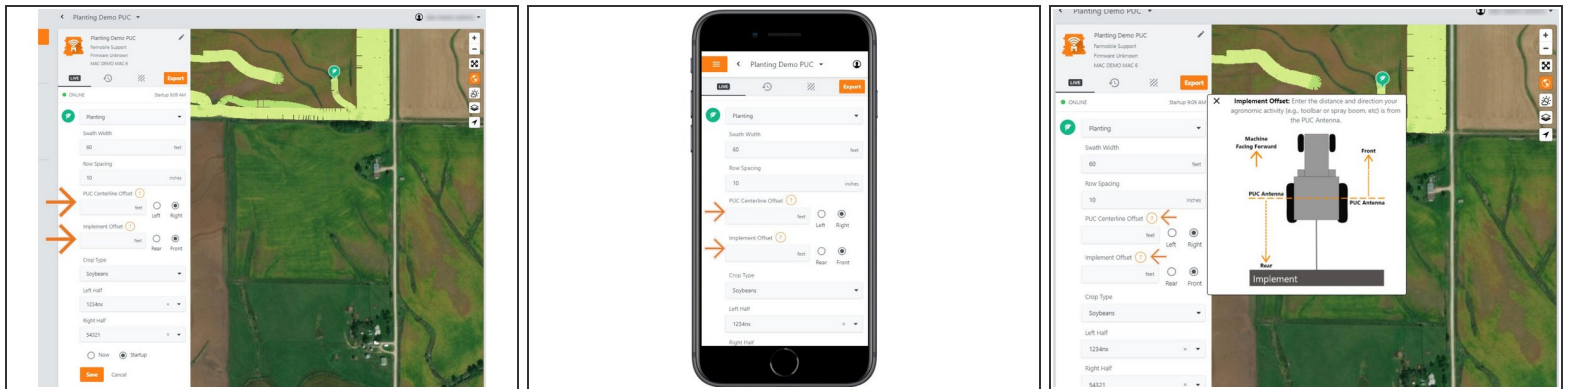 Planting Demo PUC
Planting Demo PUC
Farmobile Support
Firmware Unknown
MAC DEMO MAC 6
LIVE
Export
ONLINE
Startup 9:09 AM
Planting
Swath Width
60
feet
Row Spacing
10
inches
PUC Centerline Offset
feet
Left
Right
Implement Offset
feet
Rear
Front
Crop Type
Soybeans
Left Half
1234nx
Right Half
54321
Now
Startup
Save
Cancel
Planting Demo PUC
LIVE
Export
Planting
Swath Width
60
feet
Row Spacing
10
inches
PUC Centerline Offset
feet
Left
Right
Implement Offset
feet
Rear
Front
Crop Type
Soybeans
Left Half
1234nx
Right Half
Planting Demo PUC
Planting Demo PUC
Farmobile Support
Firmware Unknown
MAC DEMO MAC 6
LIVE
Export
ONLINE
Startup 9:09 AM
Planting
Swath Width
60
feet
Row Spacing
10
inches
PUC Centerline Offset
feet
Left
Right
Implement Offset
feet
Rear
Front
Crop Type
Soybeans
Left Half
1234nx
Right Half
54321
Implement Offset: Enter the distance and direction your
agronomic activity (e.g., toolbar or spray boom, etc) is from
the PUC Antenna.
Machine
Facing Forward
Front
PUC Antenna
PUC Antenna
Rear
Implement